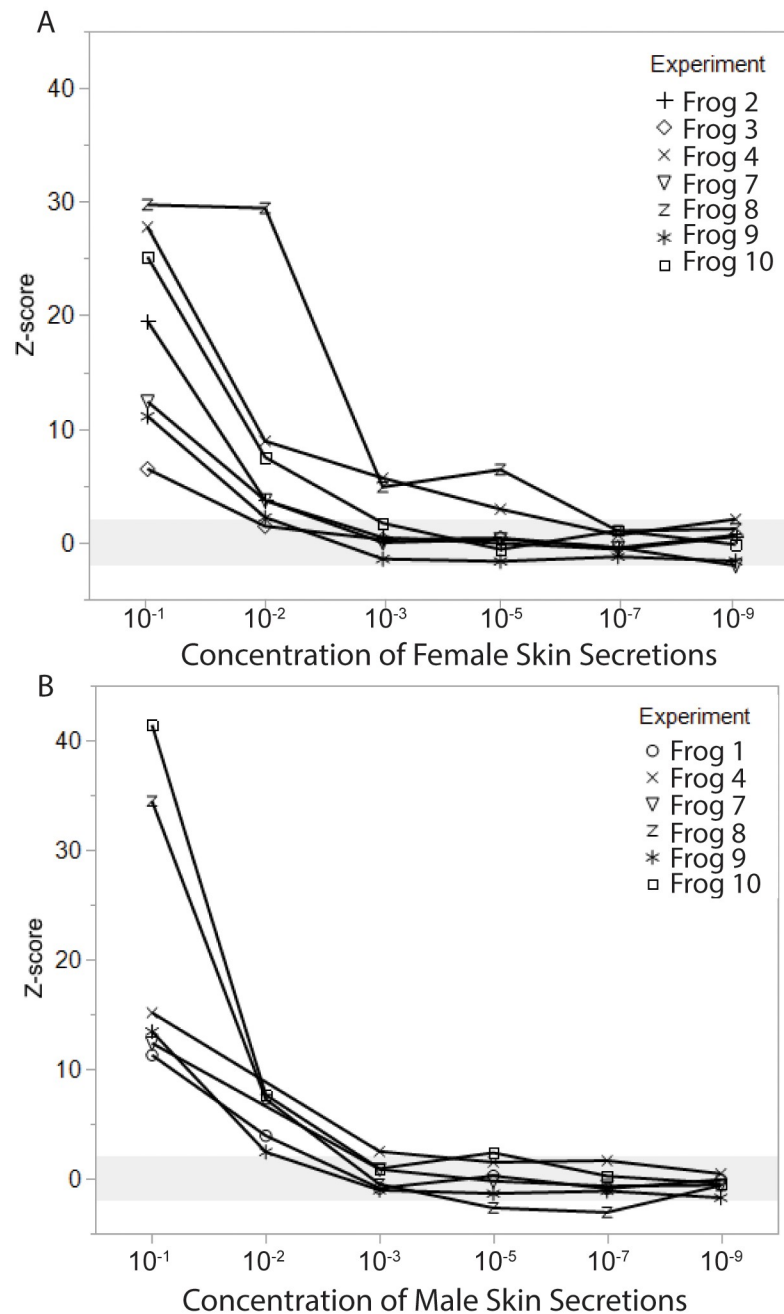 A
40
30
20
10
0
Z-score
Experiment
Frog 2
Frog 3
Frog 4
Frog 7
Frog 8
Frog 9
Frog 10
10⁻¹ 10⁻² 10⁻³ 10⁻⁵ 10⁻⁷ 10⁻⁹
Concentration of Female Skin Secretions
B
40
30
20
10
0
Z-score
Experiment
Frog 1
Frog 4
Frog 7
Frog 8
Frog 9
Frog 10
10⁻¹ 10⁻² 10⁻³ 10⁻⁵ 10⁻⁷ 10⁻⁹
Concentration of Male Skin Secretions